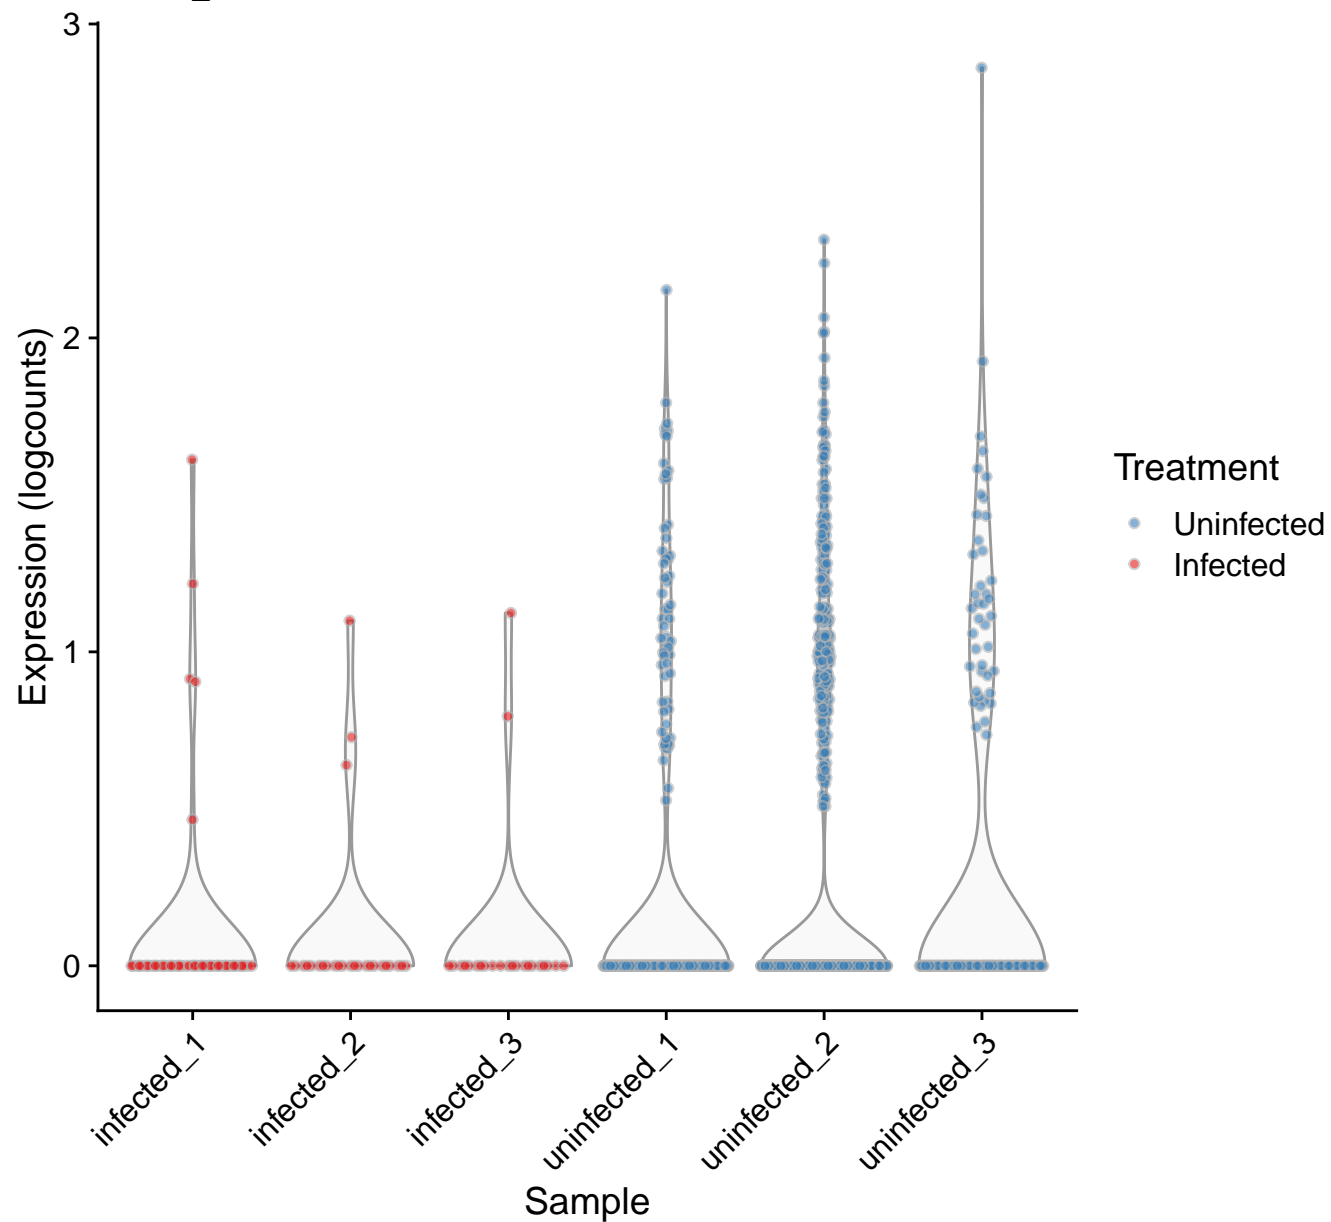 3
2
1
0
Expression (logcounts)
infected_1
infected_2
infected_3
uninfected_1
uninfected_2
uninfected_3
Sample
Treatment
Uninfected
Infected